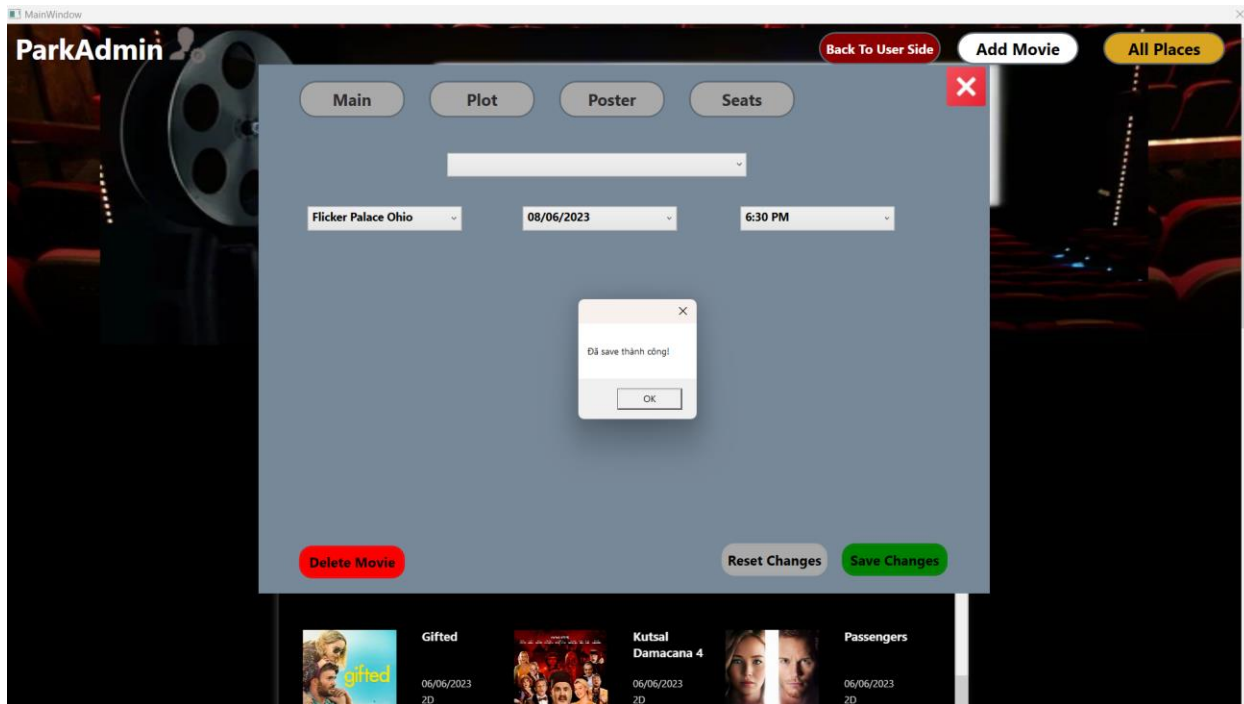 MainWindow
ParkAdmin
Back To User Side
Add Movie
All Places
Main
Plot
Poster
Seats
Flicker Palace Ohio
08/06/2023
6:30 PM
Đã save thành công!
OK
Delete Movie
Reset Changes
Save Changes
gifted
Gifted
06/06/2023
2D
Kutsal
Damacana 4
06/06/2023
2D
Passengers
06/06/2023
2D